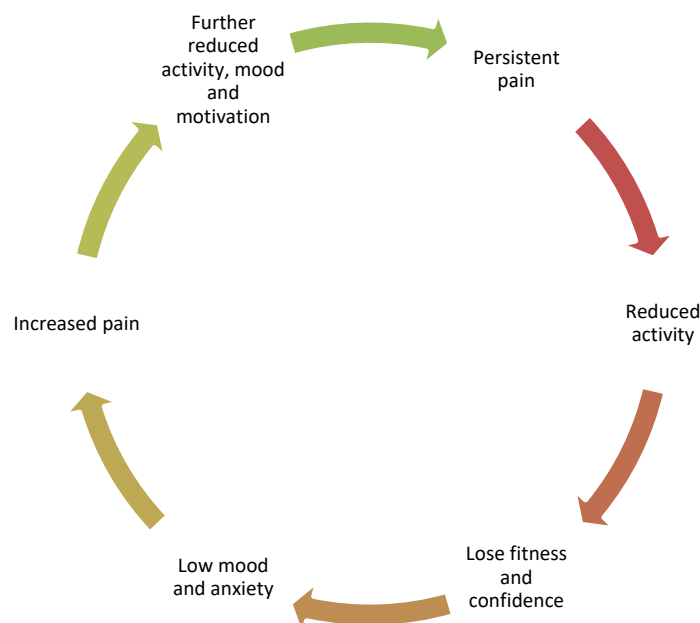 Further
reduced
activity, mood
and
motivation
Persistent
pain
Reduced
activity
Lose fitness
and
confidence
Low mood
and anxiety
Increased pain